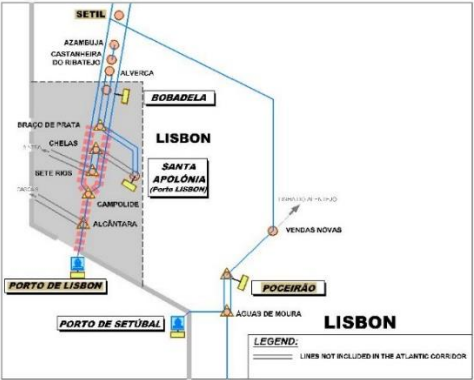 SETIL
AZAMBUJA
CASTANHEIRA
DO RIBATEJO
ALVERCA
BOBADELA
BRAÇO DE PRATA
LISBON
CHELAS
SANTA
APOLÓNIA
(Porto LISBON)
SETE RIOS
CAMPOLIDE
ALCÂNTARA
VENDAS NOVAS
PORTO DE LISBON
POCEIRÃO
PORTO DE SETÚBAL
ÁGUAS DE MOURA
LISBON
LEGEND:
LINES NOT INCLUDED IN THE ATLANTIC CORRIDOR